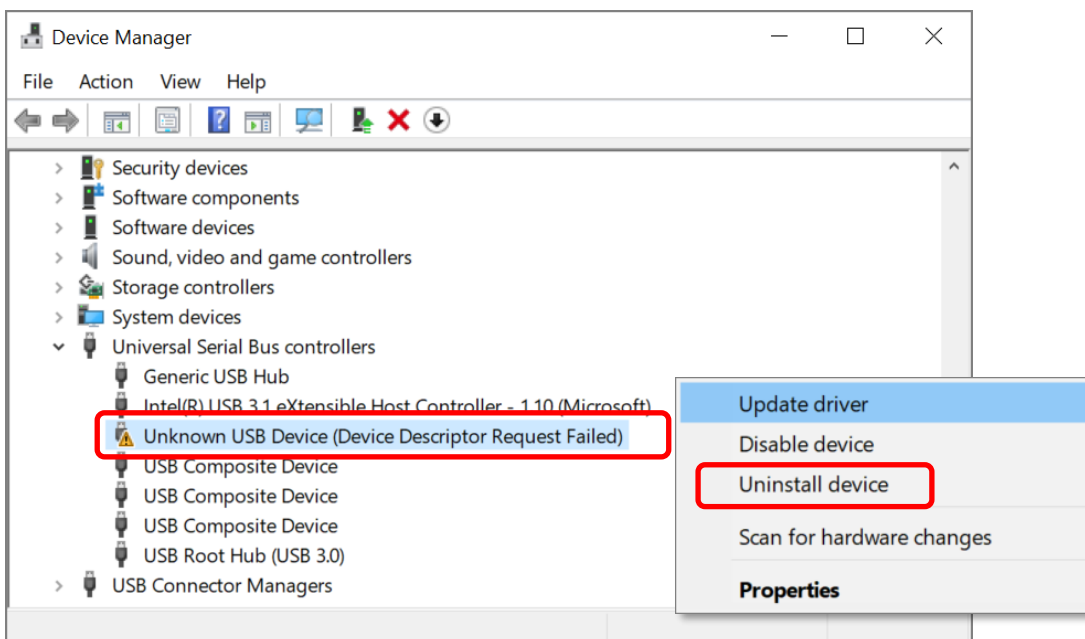 Device Manager
File Action View Help
Security devices
Software components
Software devices
Sound, video and game controllers
Storage controllers
System devices
Universal Serial Bus controllers
Generic USB Hub
Intel(R) USB 3.1 eXtensible Host Controller - 1.10 (Microsoft)
Unknown USB Device (Device Descriptor Request Failed)
USB Composite Device
USB Composite Device
USB Composite Device
USB Root Hub (USB 3.0)
USB Connector Managers
Update driver
Disable device
Uninstall device
Scan for hardware changes
Properties